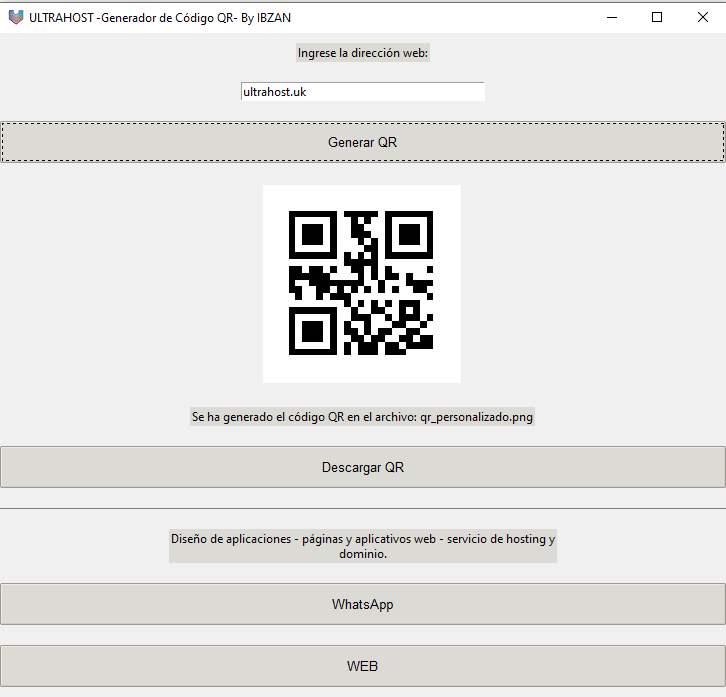 ULTRAHOST -Generador de Código QR- By IBZAN
Ingrese la dirección web:
ultrahost.uk
Generar QR
Se ha generado el código QR en el archivo: qr_personalizado.png
Descargar QR
Diseño de aplicaciones - páginas y aplicativos web - servicio de hosting y
dominio.
WhatsApp
WEB